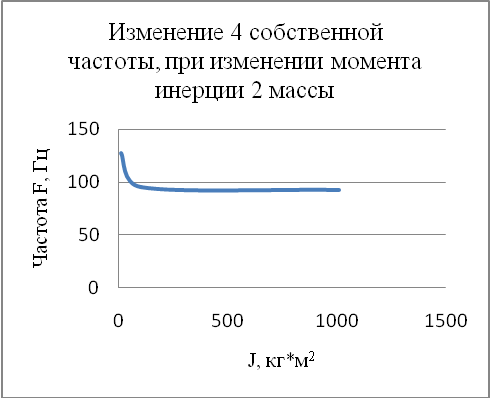 Изменение 4 собственной
частоты, при изменении момента
инерции 2 массы
Частота F, Гц
150
100
50
0
0 500 1000 1500
J, кг*м²